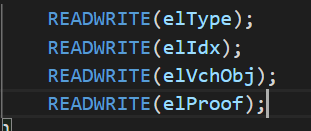 READWRITE(elType);
READWRITE(elIdx);
READWRITE(elVchObj);
READWRITE(elProof);
}